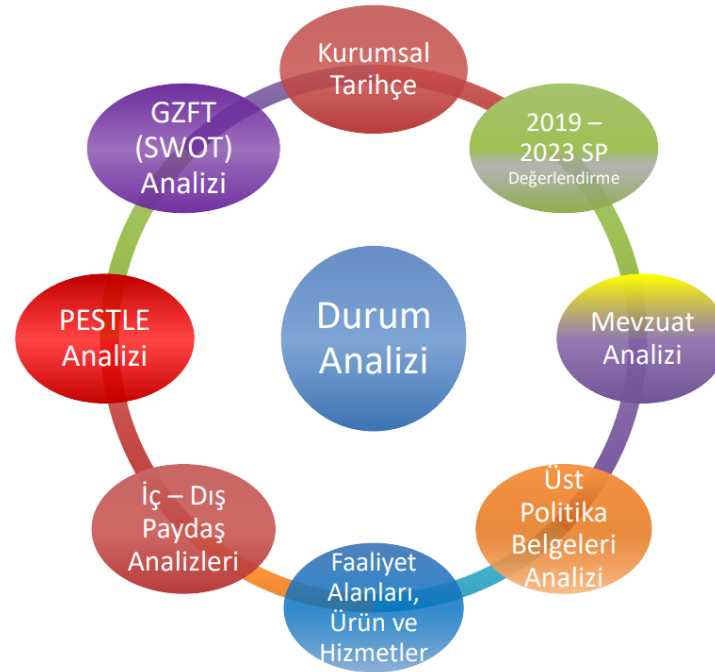 Kurumsal
Tarihçe
2019 –
2023 SP
Değerlendirme
Mevzuat
Analizi
Üst
Politika
Belgeleri
Analizi
Faaliyet
Alanları,
Ürün ve
Hizmetler
İç – Dış
Paydaş
Analizleri
PESTLE
Analizi
GZFT
(SWOT)
Analizi
Durum
Analizi